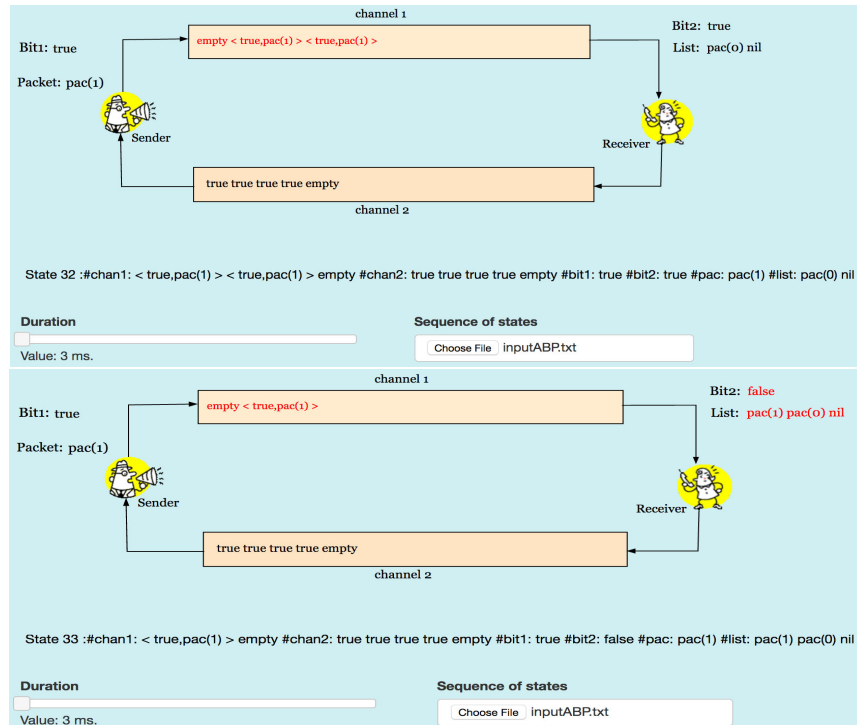 channel 1
Bit1: true
empty < true,pac(1) > < true,pac(1) >
Bit2: true
List: pac(0) nil
Packet: pac(1)
Sender
Receiver
true true true true empty
channel 2
State 32 :#chan1: < true,pac(1) > < true,pac(1) > empty #chan2: true true true true empty #bit1: true #bit2: true #pac: pac(1) #list: pac(0) nil
Duration
Sequence of states
Choose File inputABP.txt
Value: 3 ms.
channel 1
Bit1: true
empty < true,pac(1) >
Bit2: false
List: pac(1) pac(0) nil
Packet: pac(1)
Sender
Receiver
true true true true empty
channel 2
State 33 :#chan1: < true,pac(1) > empty #chan2: true true true true empty #bit1: true #bit2: false #pac: pac(1) #list: pac(1) pac(0) nil
Duration
Sequence of states
Choose File inputABP.txt
Value: 3 ms.